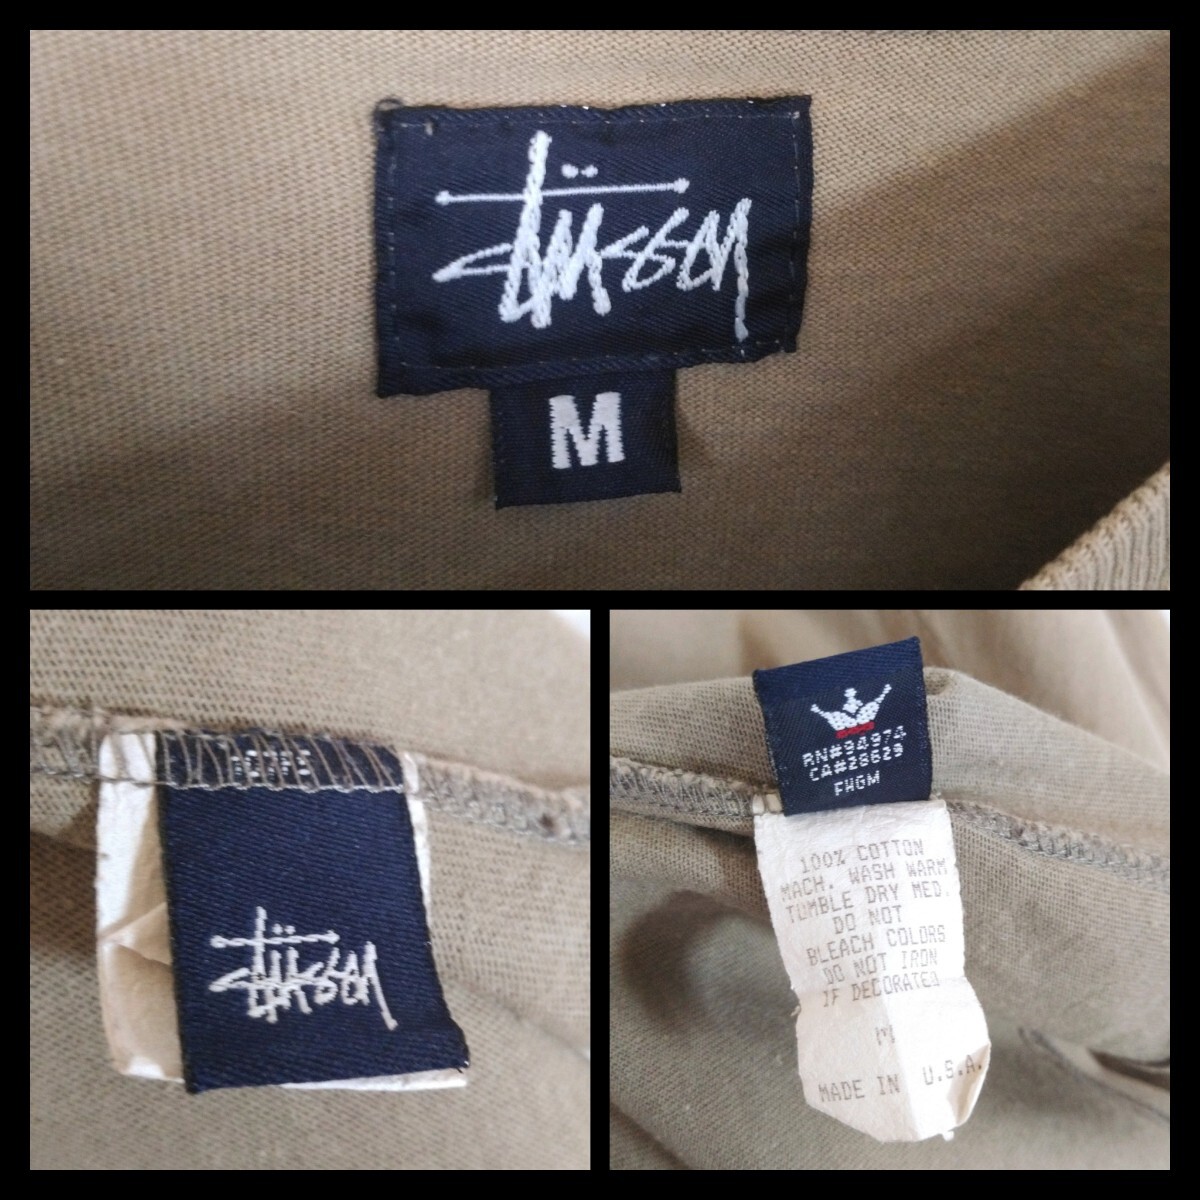 Stüssy
M
Stüssy
RN#94974
CA#28629
FHGM
100% COTTON
MACH. WASH WARM
TUMBLE DRY MED.
DO NOT
BLEACH COLORS
DO NOT IRON
IF DECORATED
M
MADE IN U.S.A.